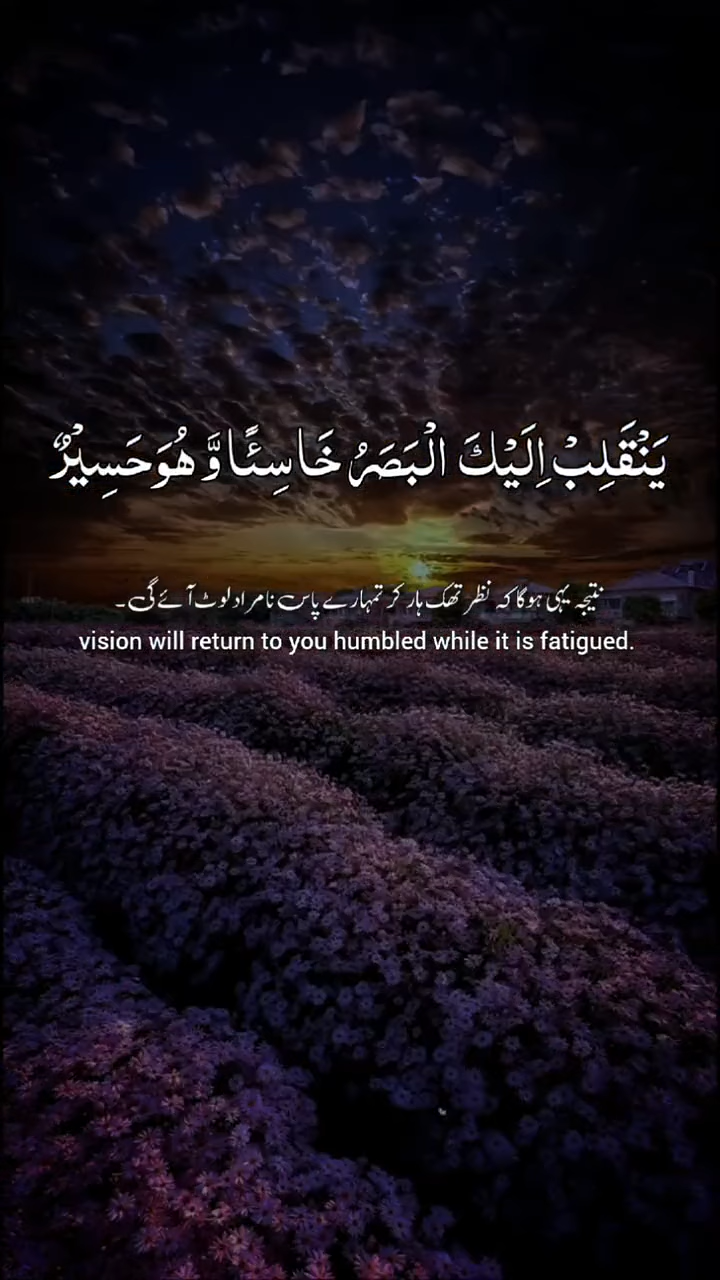 يَنْقَلِبْ اِلَيْكَ الْبَصَرُ خَاسِئًا وَّ هُوَ حَسِيْرٌ
نتیجہ یہی ہوگا کہ نظر تھک ہار کر تمہارے پاس نامراد لوٹ آئے گی۔
vision will return to you humbled while it is fatigued.